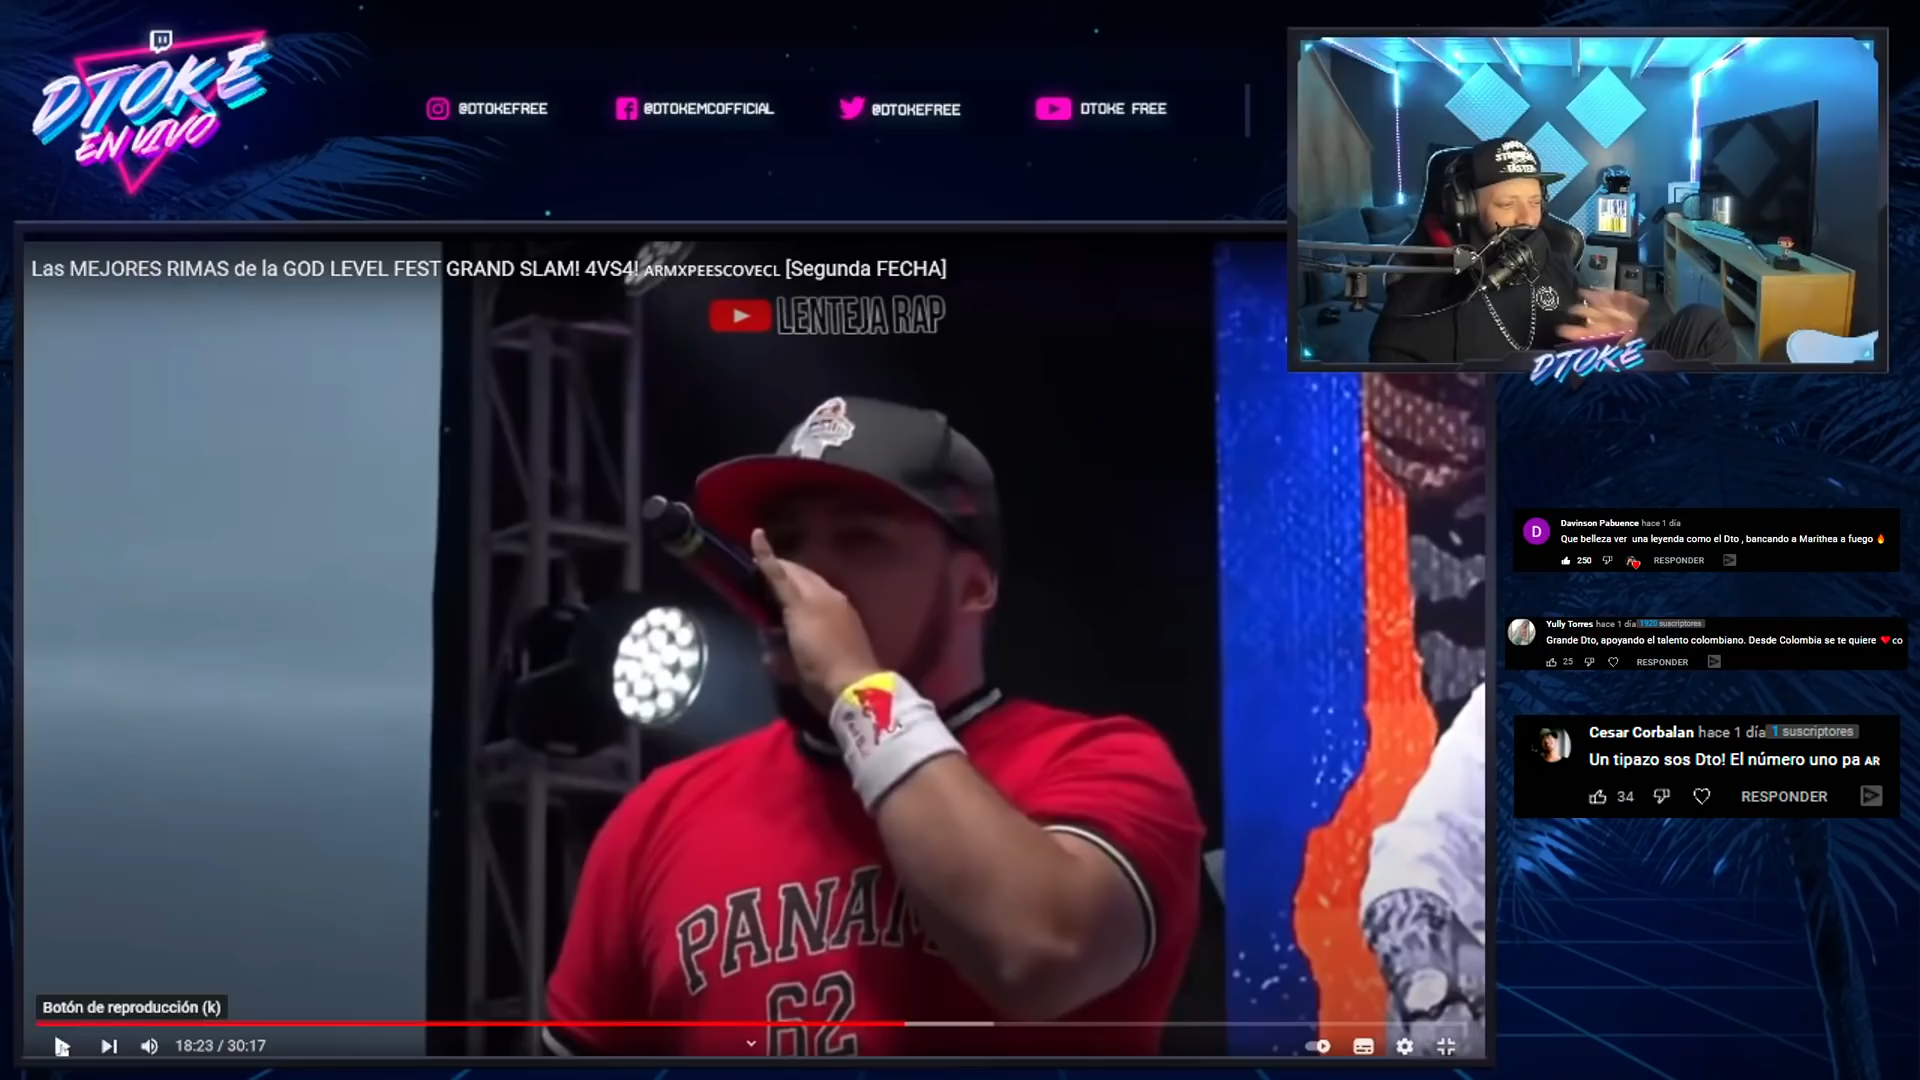 DTOKE
EN VIVO
@DTOKEFREE
@DTOKEMCOFFICIAL
@DTOKEFREE
DTOKE FREE
Las MEJORES RIMAS de la GOD LEVEL FEST GRAND SLAM! 4VS4! ARMXPEESCOVECL [Segunda FECHA]
LENTEJA RAP
DTOKE
Davinson Pabuence hace 1 día
D
Que belleza ver una leyenda como el Dto , bancando a Marithea a fuego 🔥
250 RESPONDER
Yully Torres hace 1 día 1920 suscriptores
Grande Dto, apoyando el talento colombiano. Desde Colombia se te quiere ❤️ co
25 RESPONDER
Cesar Corbalan hace 1 día 1 suscriptores
Un tipazo sos Dto! El número uno pa AR
34 RESPONDER
PANAM
62
Botón de reproducción (k)
18:23 / 30:17